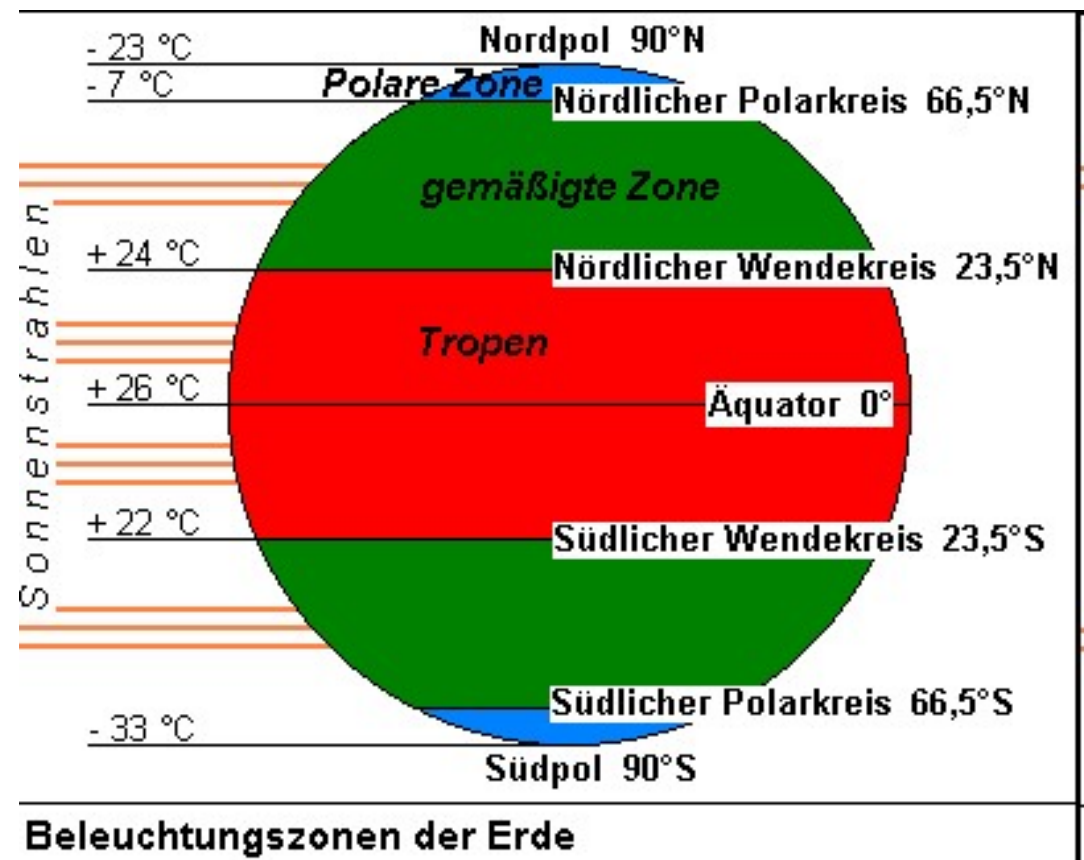 - 23 °C
Nordpol 90°N
- 7 °C
Polare Zone
Nördlicher Polarkreis 66,5°N
gemäßigte Zone
Sonnenstrahlen
+ 24 °C
Nördlicher Wendekreis 23,5°N
Tropen
+ 26 °C
Äquator 0°
+ 22 °C
Südlicher Wendekreis 23,5°S
Südlicher Polarkreis 66,5°S
- 33 °C
Südpol 90°S
Beleuchtungszonen der Erde